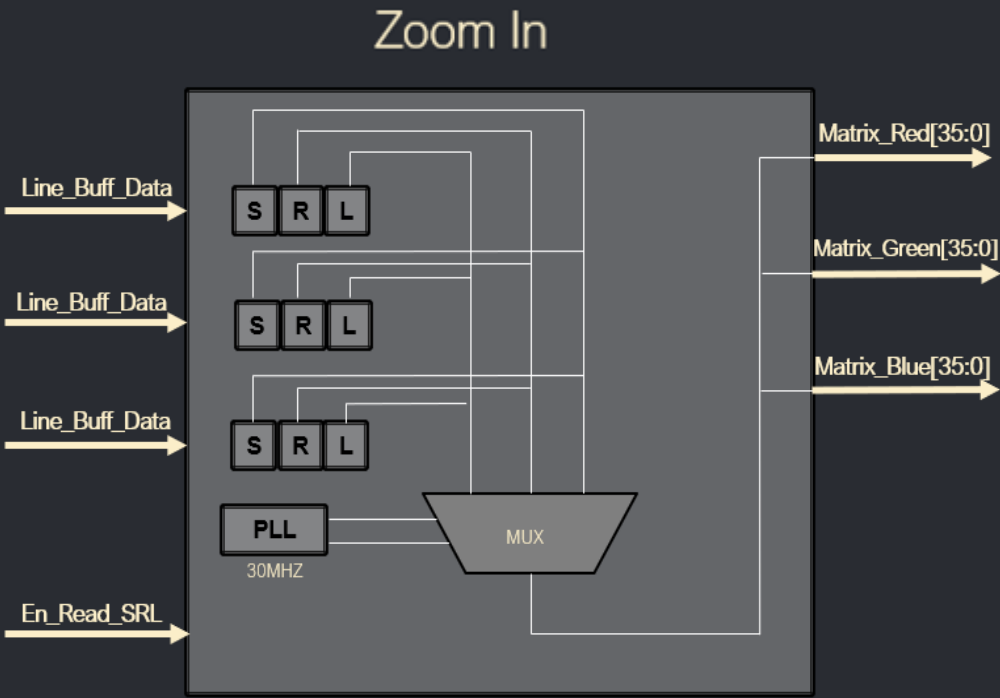 Zoom In
Matrix_Red[35:0]
Line_Buff_Data
S R L
Matrix_Green[35:0]
Line_Buff_Data
S R L
Matrix_Blue[35:0]
Line_Buff_Data
S R L
PLL
MUX
30MHZ
En_Read_SRL